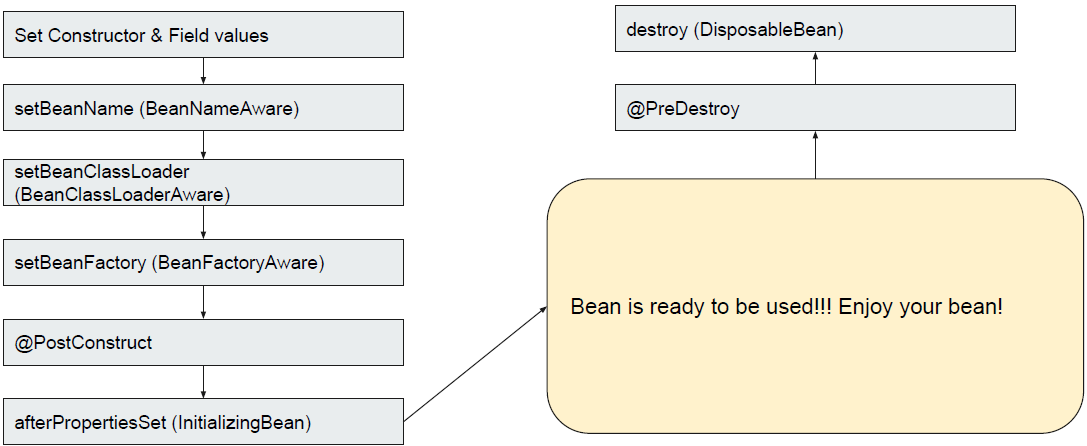 Set Constructor & Field values
setBeanName (BeanNameAware)
setBeanClassLoader
(BeanClassLoaderAware)
setBeanFactory (BeanFactoryAware)
@PostConstruct
afterPropertiesSet (InitializingBean)
Bean is ready to be used!!! Enjoy your bean!
@PreDestroy
destroy (DisposableBean)